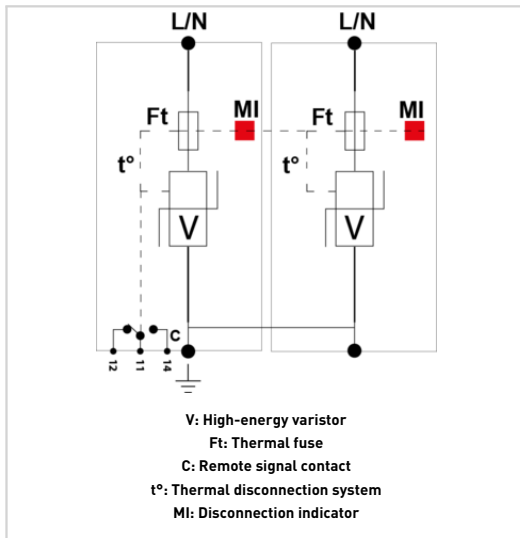 L/N L/N
Ft MI Ft MI
t° t°
V V
C
12 11 14
V: High-energy varistor
Ft: Thermal fuse
C: Remote signal contact
t°: Thermal disconnection system
MI: Disconnection indicator